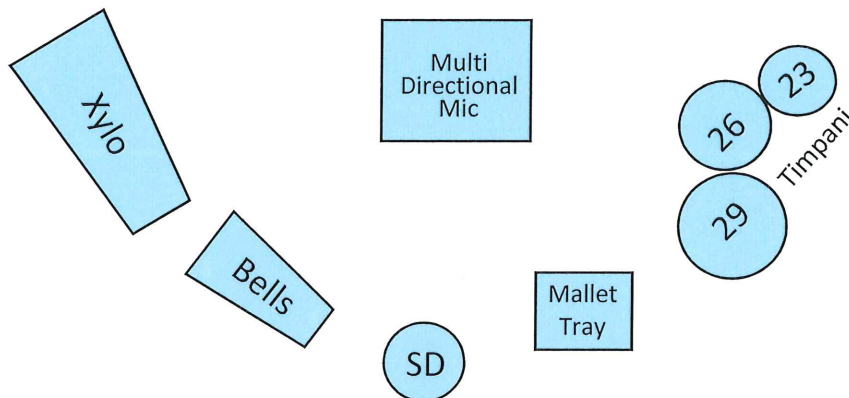 Xylo
Multi
Directional
Mic
23
26
Timpani
29
Bells
Mallet
Tray
SD